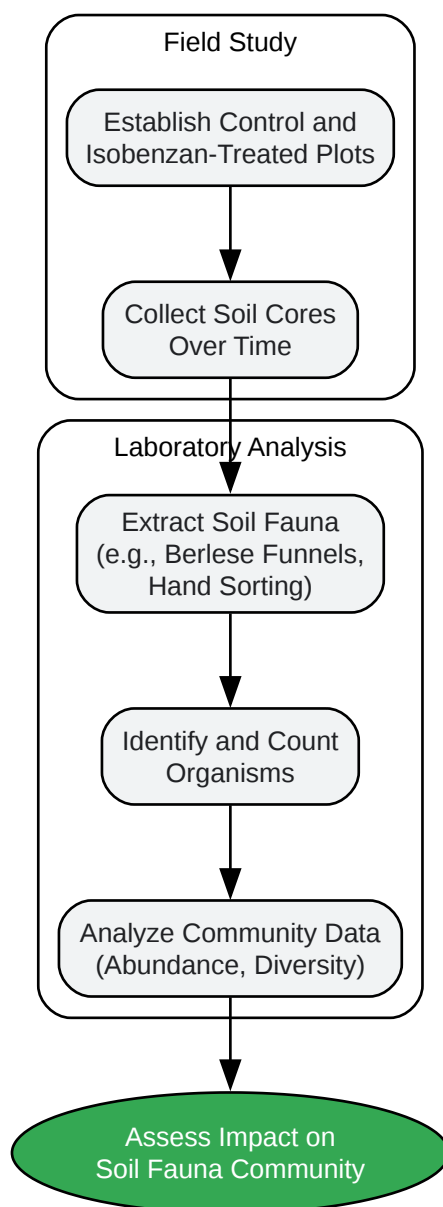 Field Study
Establish Control and
Isobenzan-Treated Plots
Collect Soil Cores
Over Time
Laboratory Analysis
Extract Soil Fauna
(e.g., Berlese Funnels,
Hand Sorting)
Identify and Count
Organisms
Analyze Community Data
(Abundance, Diversity)
Assess Impact on
Soil Fauna Community